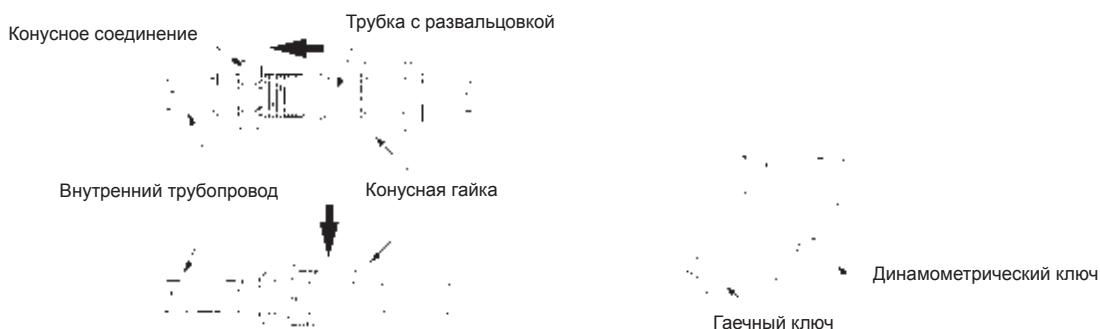 Трубка с развальцовкой
Конусное соединение
Внутренний трубопровод
Конусная гайка
Динамометрический ключ
Гаечный ключ